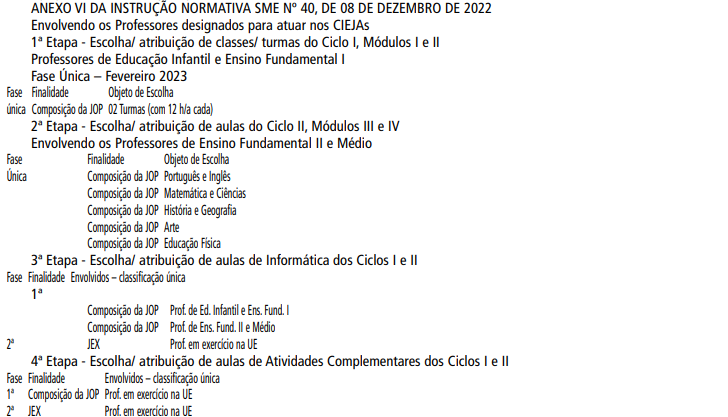 ANEXO VI DA INSTRUÇÃO NORMATIVA SME Nº 40, DE 08 DE DEZEMBRO DE 2022
Envolvendo os Professores designados para atuar nos CIEJAs
1ª Etapa - Escolha/ atribuição de classes/ turmas do Ciclo I, Módulos I e II
Professores de Educação Infantil e Ensino Fundamental I
Fase Única – Fevereiro 2023
Fase Finalidade Objeto de Escolha
única Composição da JOP 02 Turmas (com 12 h/a cada)
2ª Etapa - Escolha/ atribuição de aulas do Ciclo II, Módulos III e IV
Envolvendo os Professores de Ensino Fundamental II e Médio
Fase Finalidade Objeto de Escolha
Única Composição da JOP Português e Inglês
Composição da JOP Matemática e Ciências
Composição da JOP História e Geografia
Composição da JOP Arte
Composição da JOP Educação Física
3ª Etapa - Escolha/ atribuição de aulas de Informática dos Ciclos I e II
Fase Finalidade Envolvidos – classificação única
1ª
Composição da JOP Prof. de Ed. Infantil e Ens. Fund. I
Composição da JOP Prof. de Ens. Fund. II e Médio
2ª JEX Prof. em exercício na UE
4ª Etapa - Escolha/ atribuição de aulas de Atividades Complementares dos Ciclos I e II
Fase Finalidade Envolvidos – classificação única
1ª Composição da JOP Prof. em exercício na UE
2ª JEX Prof. em exercício na UE